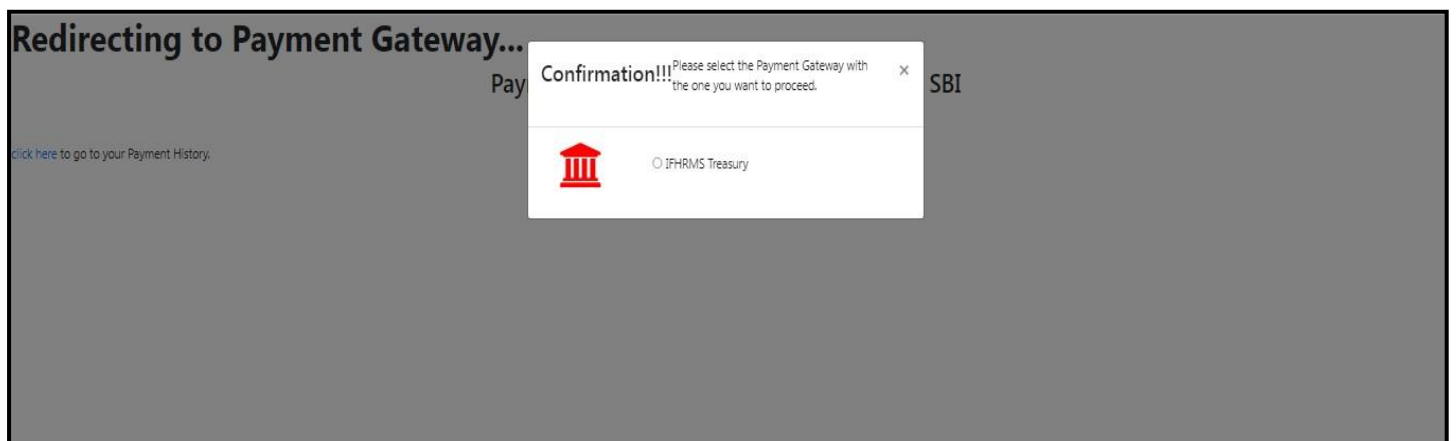 Redirecting to Payment Gateway...
Confirmation!!! Please select the Payment Gateway with
the one you want to proceed.
×
SBI
click here to go to your Payment History.
IFHRMS Treasury